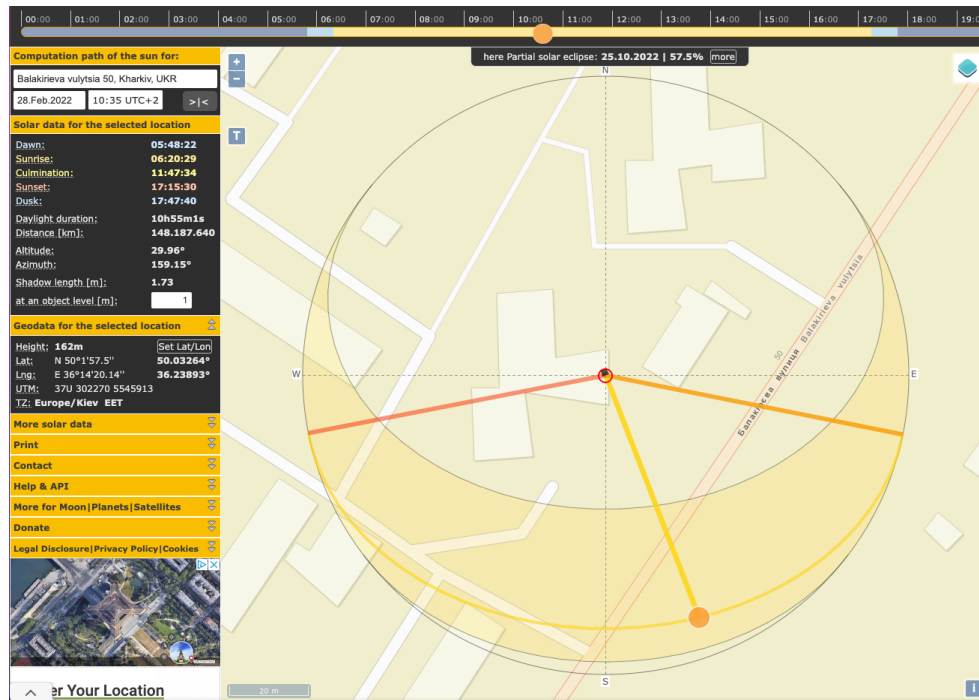 00:00 01:00 02:00 03:00 04:00 05:00 06:00 07:00 08:00 09:00 10:00 11:00 12:00 13:00 14:00 15:00 16:00 17:00 18:00 19:0
Computation path of the sun for:
Balakirieva vulytsia 50, Kharkiv, UKR
28.Feb.2022 10:35 UTC+2 >|<
Solar data for the selected location
Dawn: 05:48:22
Sunrise: 06:20:29
Culmination: 11:47:34
Sunset: 17:15:30
Dusk: 17:47:40
Daylight duration: 10h55m1s
Distance [km]: 148.187.640
Altitude: 29.96°
Azimuth: 159.15°
Shadow length [m]: 1.73
at an object level [m]: 1
Geodata for the selected location
Height: 162m Set Lat/Lon
Lat: N 50°1'57.5'' 50.03264°
Lng: E 36°14'20.14'' 36.23893°
UTM: 37U 302270 5545913
TZ: Europe/Kiev EET
More solar data
Print
Contact
Help & API
More for Moon|Planets|Satellites
Donate
Legal Disclosure|Privacy Policy|Cookies
er Your Location
+
−
T
here Partial solar eclipse: 25.10.2022 | 57.5% more
N
W
E
S
50
Балакірєва вулиця Balakirieva vulytsia
20 m
i